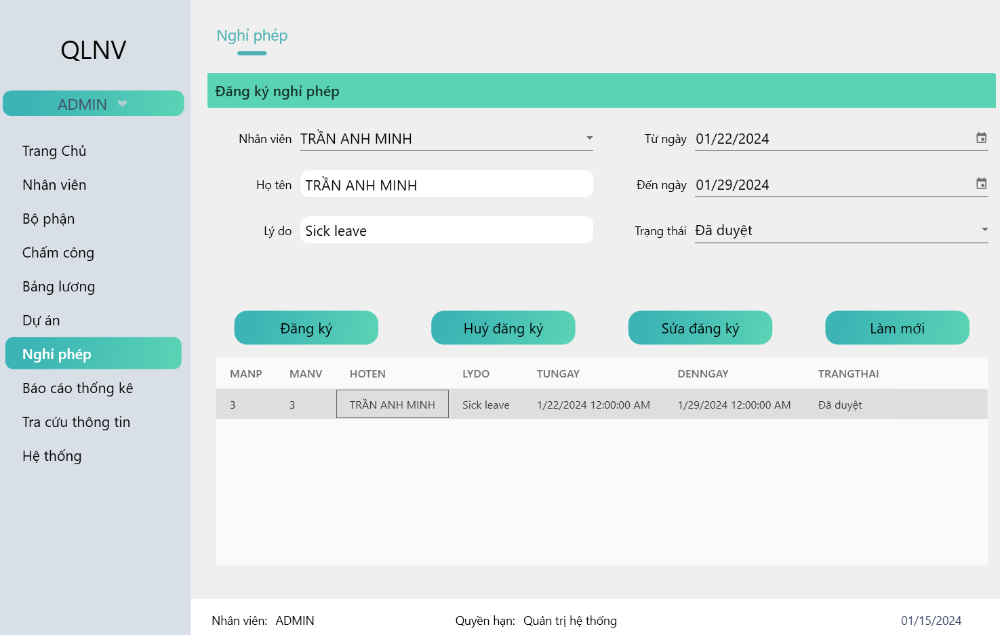 QLNV
ADMIN
Trang Chủ
Nhân viên
Bộ phận
Chấm công
Bảng lương
Dự án
Nghỉ phép
Báo cáo thống kê
Tra cứu thông tin
Hệ thống
Nghỉ phép
Đăng ký nghỉ phép
Nhân viên TRẦN ANH MINH Từ ngày 01/22/2024
Họ tên TRẦN ANH MINH Đến ngày 01/29/2024
Lý do Sick leave Trạng thái Đã duyệt
Đăng ký Huỷ đăng ký Sửa đăng ký Làm mới
MANP MANV HOTEN LYDO TUNGAY DENNGAY TRANGTHAI
3 3 TRẦN ANH MINH Sick leave 1/22/2024 12:00:00 AM 1/29/2024 12:00:00 AM Đã duyệt
Nhân viên: ADMIN Quyền hạn: Quản trị hệ thống 01/15/2024